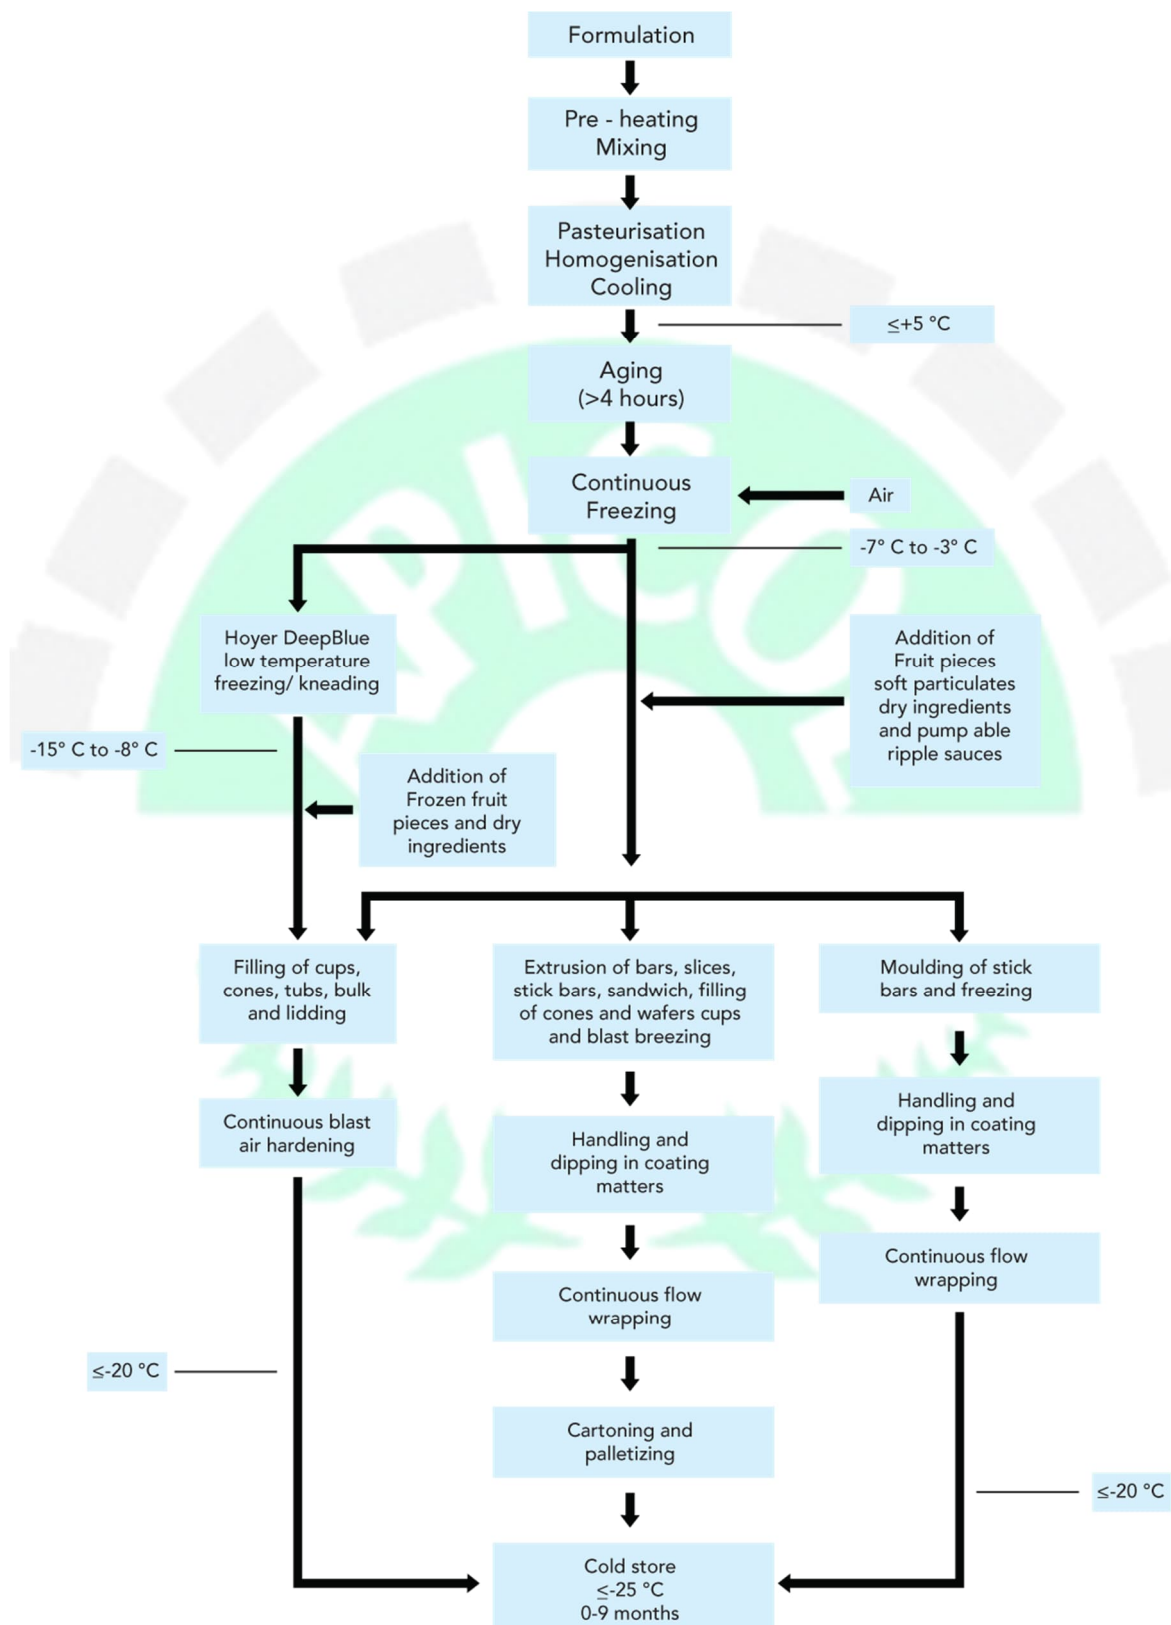 Formulation
Pre - heating
Mixing
Pasteurisation
Homogenisation
Cooling
≤+5 °C
Aging
(>4 hours)
Continuous
Freezing
Air
-7° C to -3° C
Hoyer DeepBlue
low temperature
freezing/ kneading
Addition of
Fruit pieces
soft particulates
dry ingredients
and pump able
ripple sauces
-15° C to -8° C
Addition of
Frozen fruit
pieces and dry
ingredients
Filling of cups,
cones, tubs, bulk
and lidding
Extrusion of bars, slices,
stick bars, sandwich, filling
of cones and wafers cups
and blast breezing
Moulding of stick
bars and freezing
Continuous blast
air hardening
Handling and
dipping in coating
matters
Handling and
dipping in coating
matters
Continuous flow
wrapping
Continuous flow
wrapping
≤-20 °C
Cartoning and
palletizing
≤-20 °C
Cold store
≤-25 °C
0-9 months